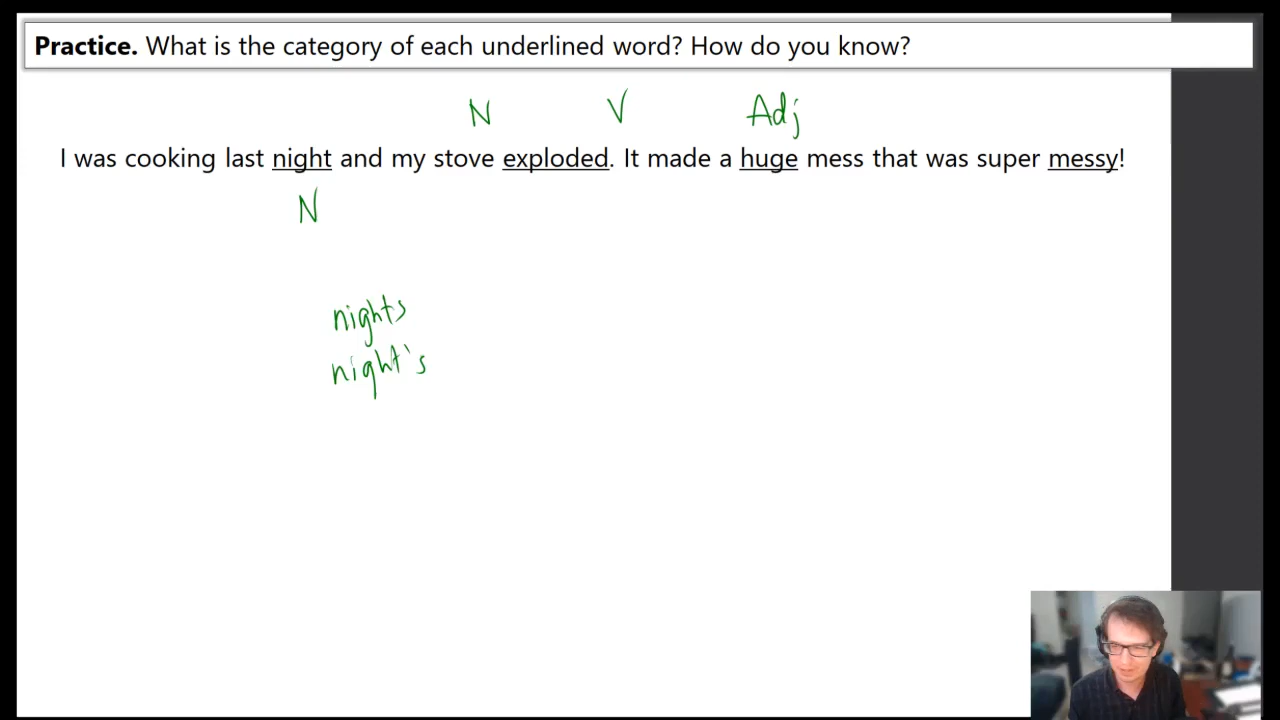 Practice. What is the category of each underlined word? How do you know?
N V Adj
I was cooking last night and my stove exploded. It made a huge mess that was super messy!
N
nights
night's